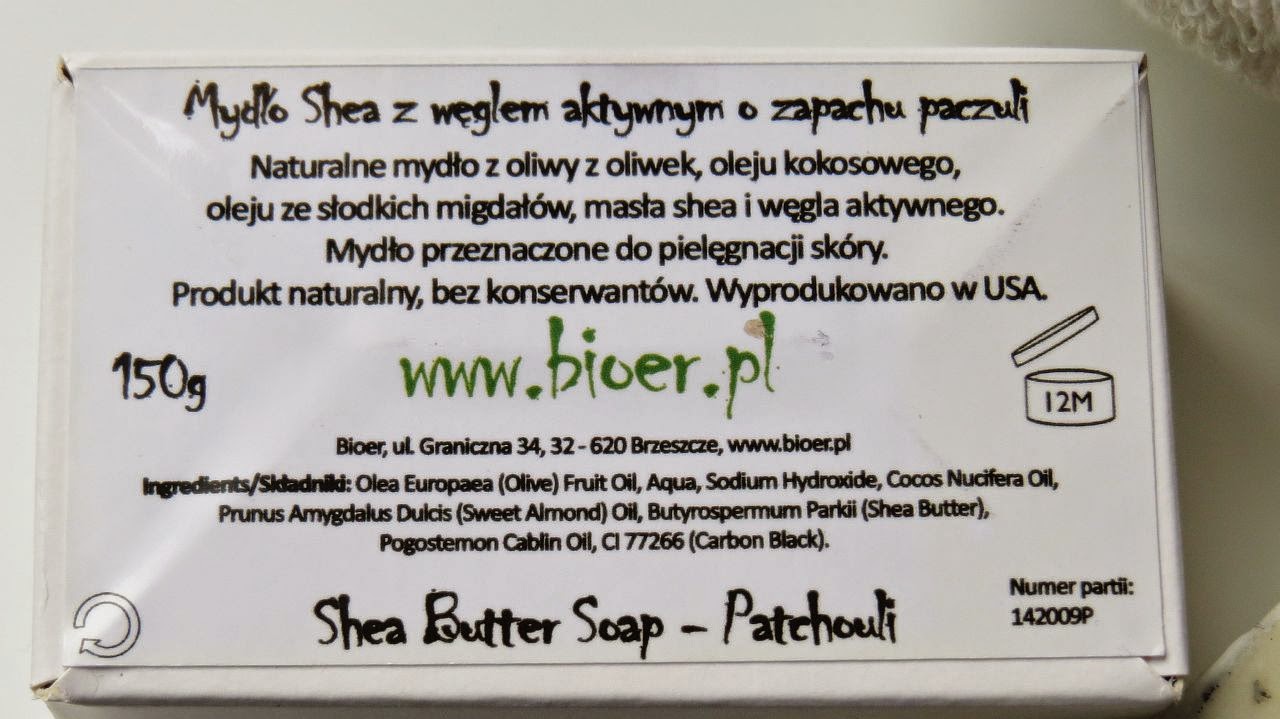 Mydło Shea z węglem aktywnym o zapachu paczuli
Naturalne mydło z oliwy z oliwek, oleju kokosowego,
oleju ze słodkich migdałów, masła shea i węgla aktywnego.
Mydło przeznaczone do pielęgnacji skóry.
Produkt naturalny, bez konserwantów. Wyprodukowano w USA.
150g
www.bioer.pl
12M
Bioer, ul. Graniczna 34, 32 - 620 Brzeszcze, www.bioer.pl
Ingredients/Składniki: Olea Europaea (Olive) Fruit Oil, Aqua, Sodium Hydroxide, Cocos Nucifera Oil,
Prunus Amygdalus Dulcis (Sweet Almond) Oil, Butyrospermum Parkii (Shea Butter),
Pogostemon Cablin Oil, CI 77266 (Carbon Black).
Shea Butter Soap - Patchouli
Numer partii:
142009P